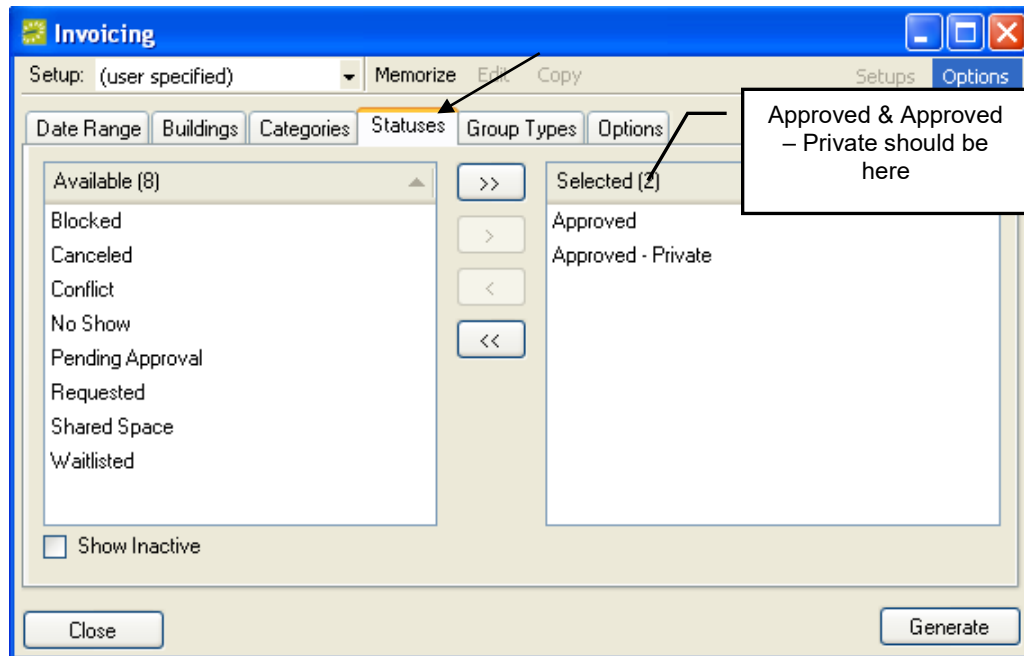 Invoicing
Setup: (user specified) Memorize Edit Copy Setups Options
Date Range Buildings Categories Statuses Group Types Options
Approved & Approved
– Private should be
here
Available (8) >> Selected (2)
Blocked
Canceled
Conflict
No Show
Pending Approval
Requested
Shared Space
Waitlisted
>
<
<<
Approved
Approved - Private
Show Inactive
Close Generate